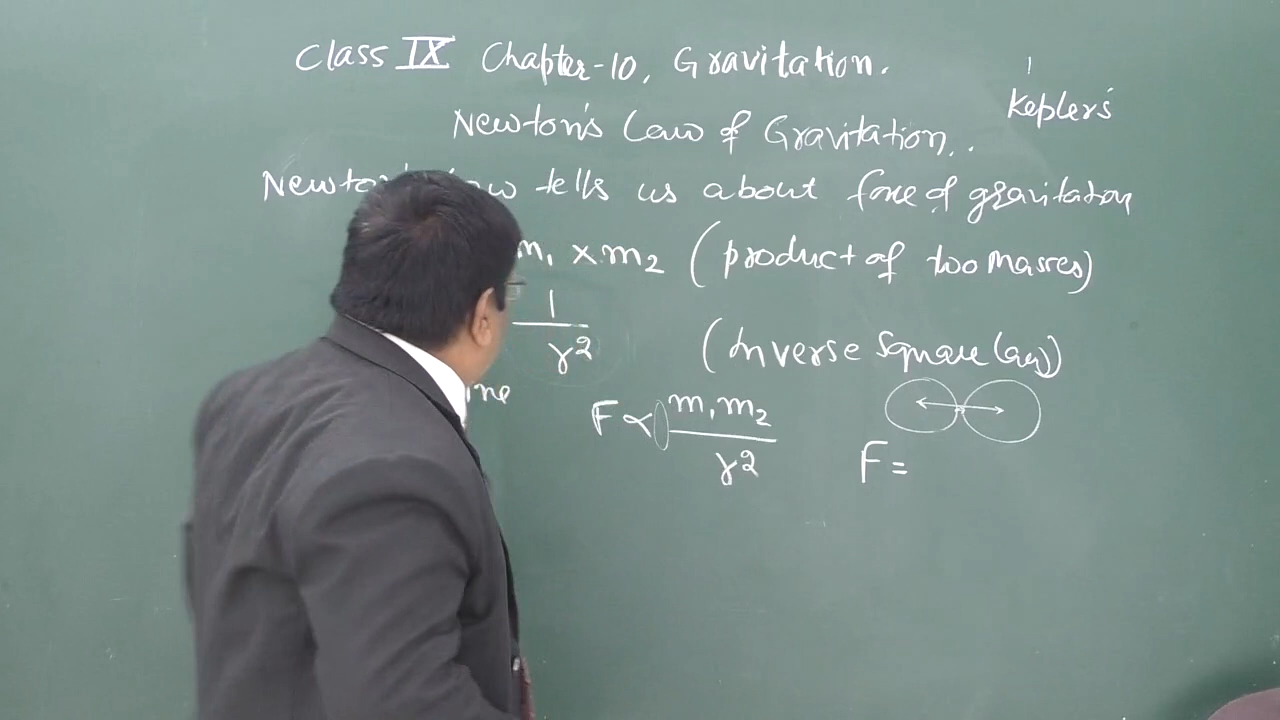 Class IX Chapter-10, Gravitation.
Kepler's
Newton's Law of Gravitation..
tells us about force of gravitation
m₁ × m₂ (product of two Masses)
1/r² (Inverse Square Law)
F ∝ m₁m₂/r²
F =